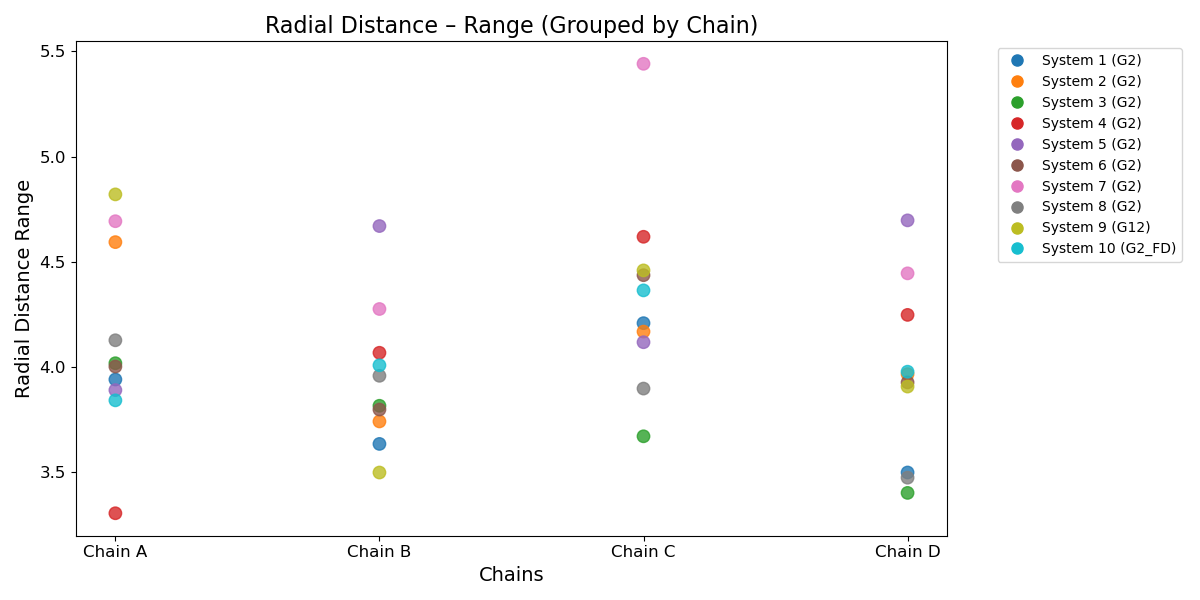 Radial Distance – Range (Grouped by Chain)
5.5
5.0
4.5
4.0
3.5
Radial Distance Range
Chain A
Chain B
Chain C
Chain D
Chains
System 1 (G2)
System 2 (G2)
System 3 (G2)
System 4 (G2)
System 5 (G2)
System 6 (G2)
System 7 (G2)
System 8 (G2)
System 9 (G12)
System 10 (G2_FD)